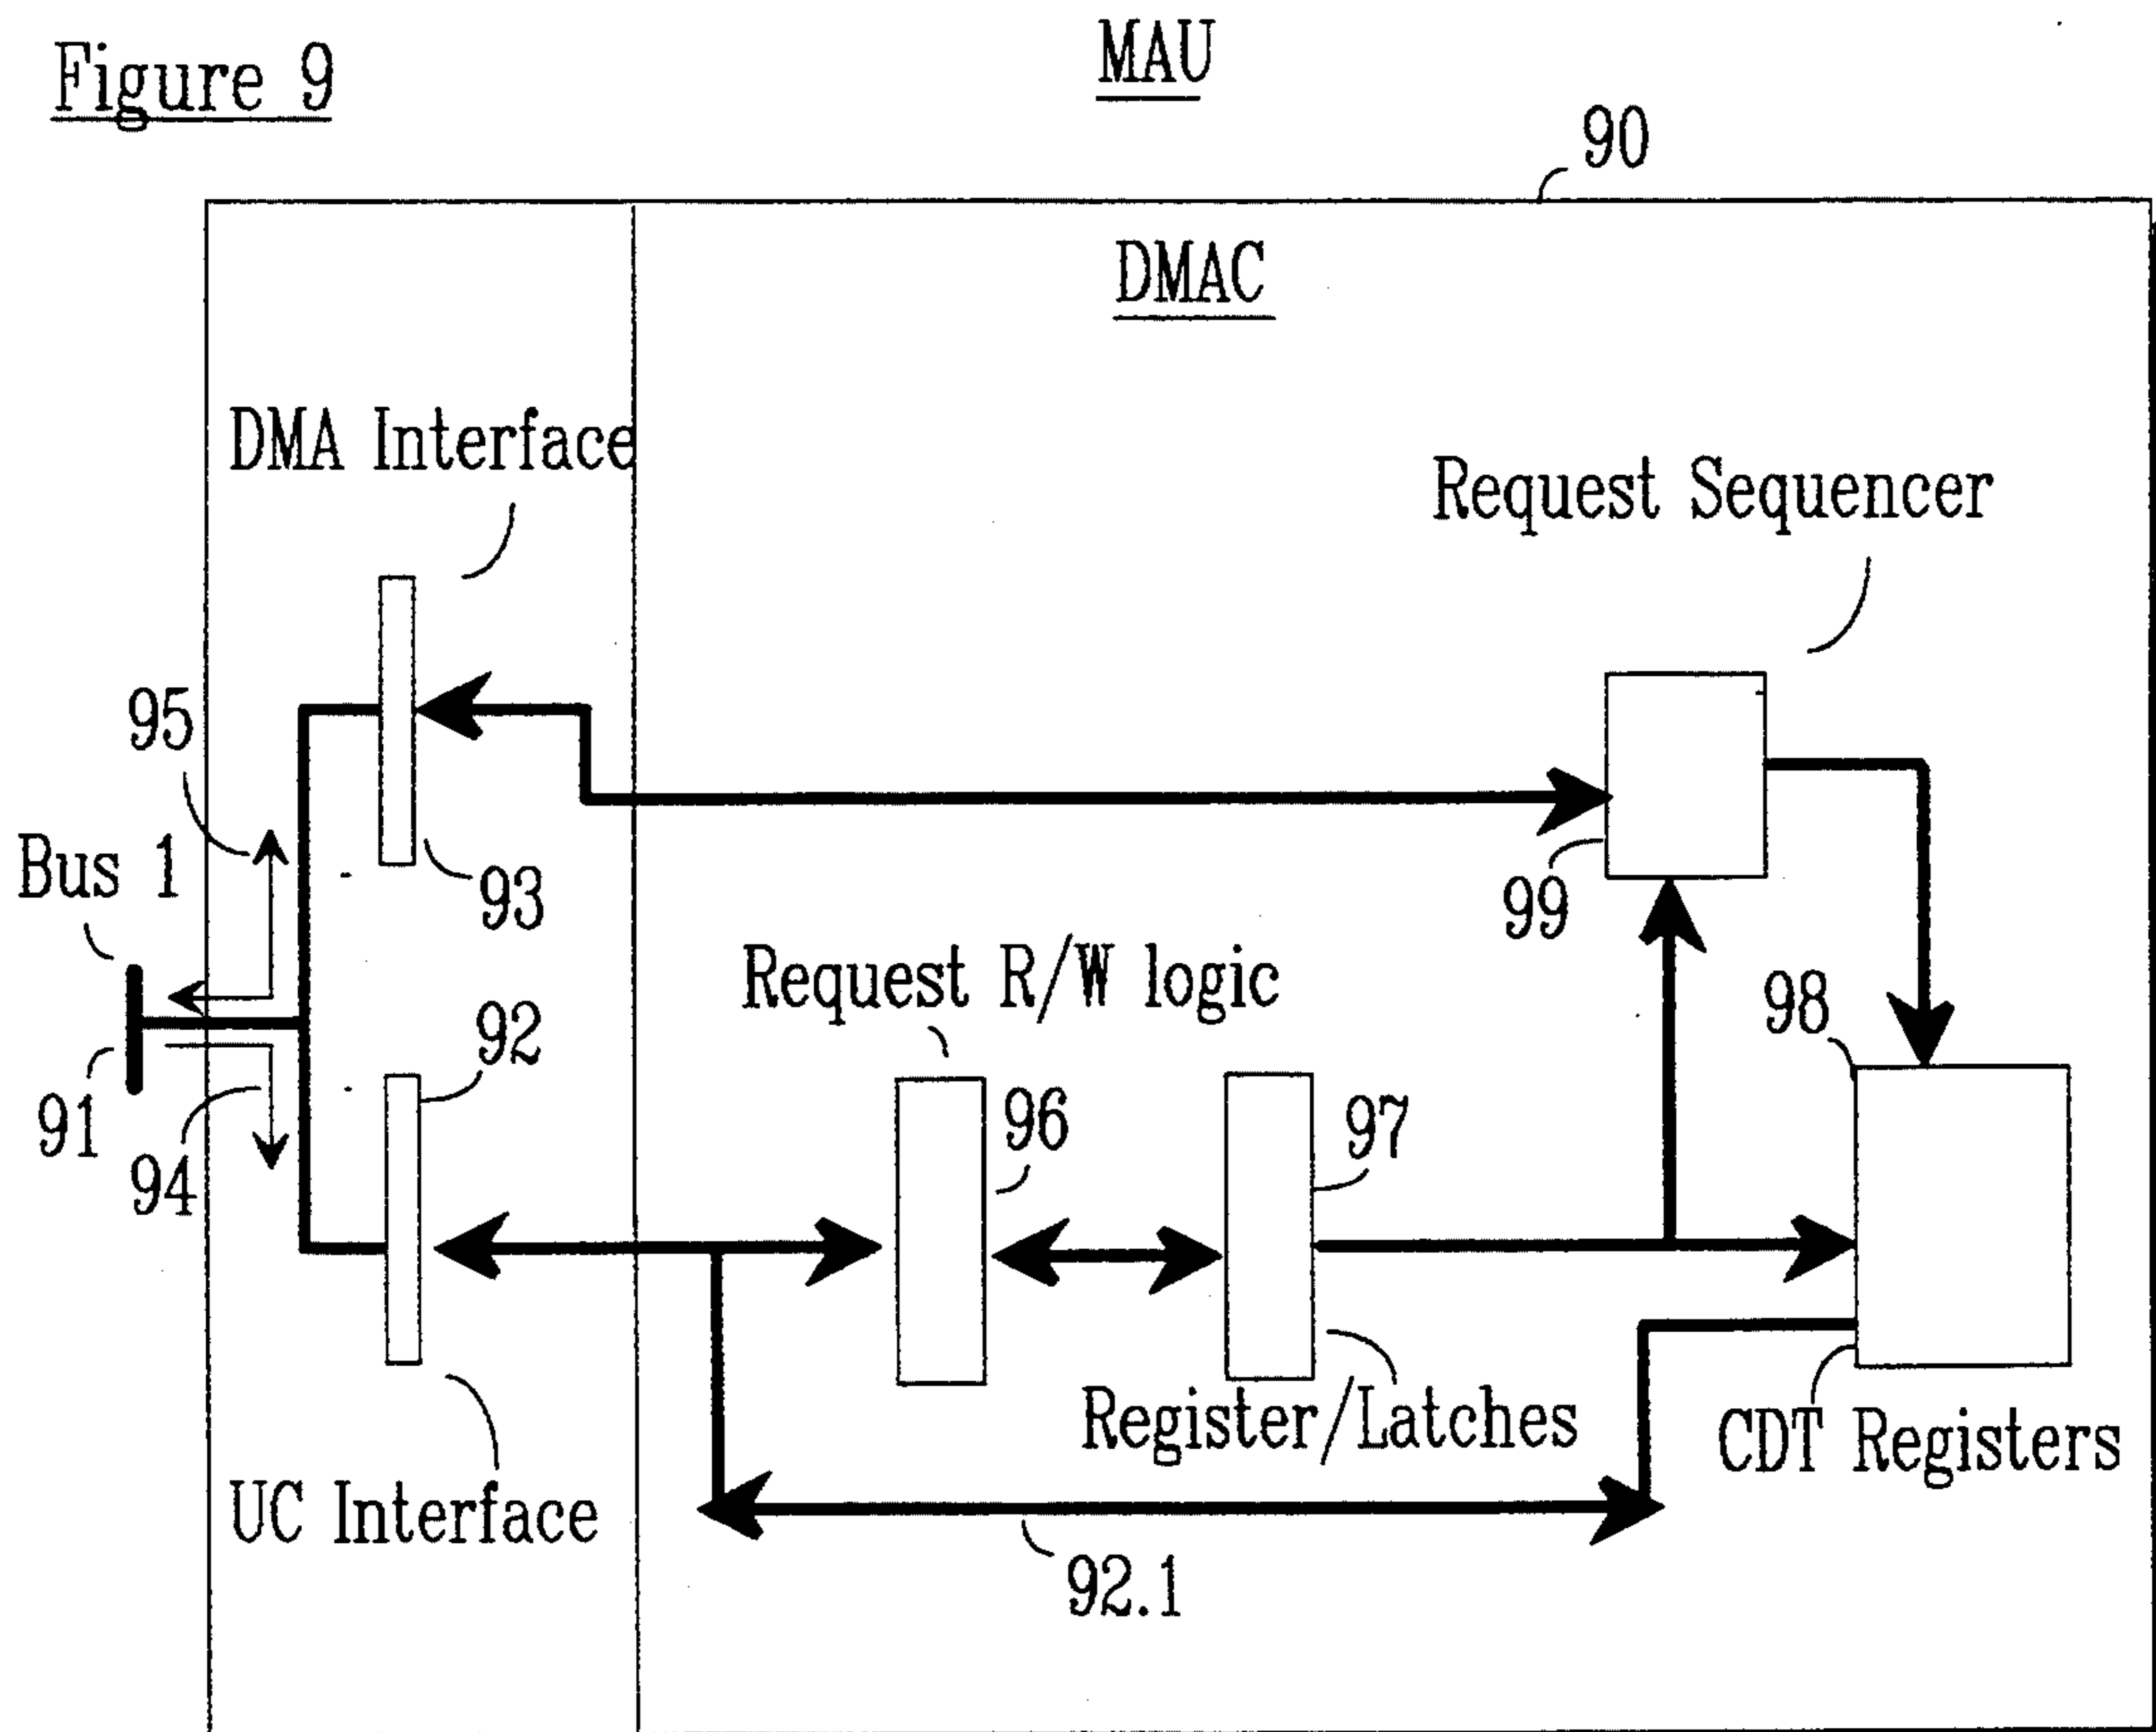 Figure 9
MAU
90
DMAC
DMA Interface
Request Sequencer
95
Bus 1
93
99
Request R/W logic
98
92
91
94
96
97
Register/Latches
CDT Registers
UC Interface
92.1